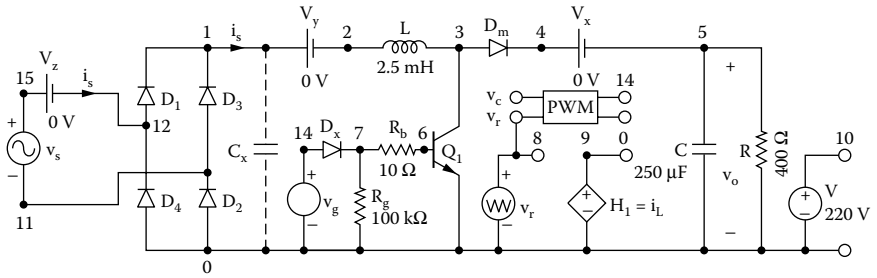 1
i_s
V_y
0 V
2
L
2.5 mH
3
D_m
4
V_x
0 V
5
15
V_z
0 V
i_s
D_1
D_3
12
14
D_x
7
R_b
10 Ω
6
Q_1
v_c
v_r
PWM
14
8
9
0
10
+
v_s
−
C_x
+
v_g
−
R_g
100 kΩ
+
v_r
−
+
−
H_1 = i_L
C
250 µF
+
v_o
−
R
400 Ω
+
−
V
220 V
11
D_4
D_2
0